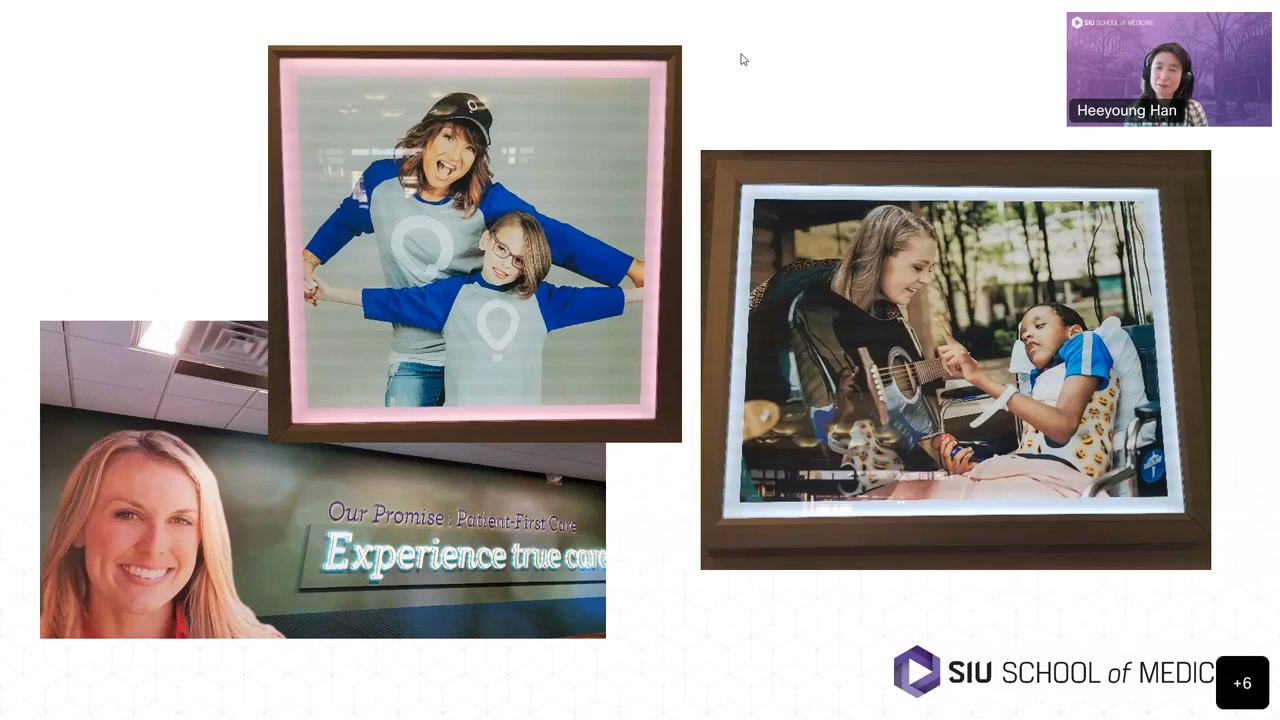 SIU SCHOOL of MEDICINE
Heeyoung Han
Our Promise : Patient-First Care
Experience true care
SIU SCHOOL of MEDIC
+6